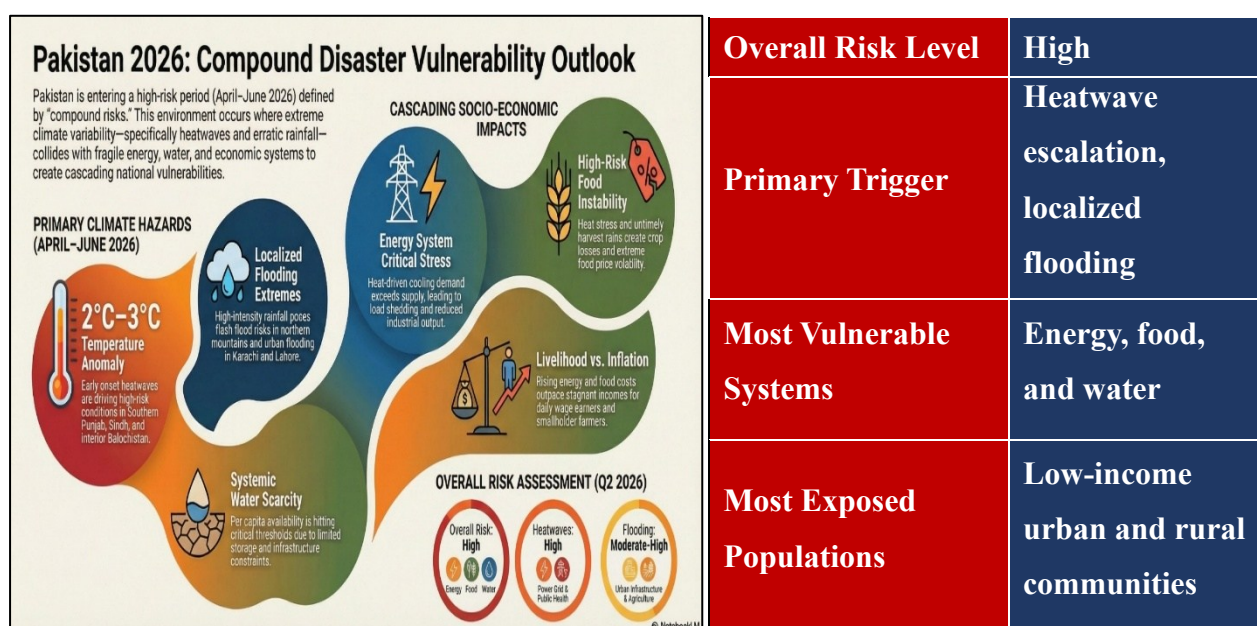 Pakistan 2026: Compound Disaster Vulnerability Outlook
Pakistan is entering a high-risk period (April–June 2026) defined
by "compound risks." This environment occurs where extreme
climate variability—specifically heatwaves and erratic rainfall—
collides with fragile energy, water, and economic systems to
create cascading national vulnerabilities.
CASCADING SOCIO-ECONOMIC
IMPACTS
PRIMARY CLIMATE HAZARDS
(APRIL–JUNE 2026)
2°C–3°C
Temperature
Anomaly
Early onset heatwaves
are driving high-risk
conditions in Southern
Punjab, Sindh, and
interior Balochistan.
Localized
Flooding
Extremes
High-intensity rainfall poces
flash flood risks in northern
mountains and urban flooding
in Karachi and Lahore.
Systemic
Water Scarcity
Per capita availability is hitting
critical thresholds due to limited
storage and infrastructure
constraints.
Energy System
Critical Stress
Heat-driven cooling demand
exceeds supply, leading to
load shedding and reduced
industrial output.
%
High-Risk
Food
Instability
Heat stress and untimely
harvest rains create crop
losses and extreme
food price volatility.
$
Livelihood vs. Inflation
Rising energy and food costs
outpace stagnant incomes for
daily wage earners and
smallholder farmers.
OVERALL RISK ASSESSMENT (Q2 2026)
Overall Risk:
High
Energy Food Water
Heatwaves:
High
Power Grid &
Public Health
Flooding:
Moderate-High
Urban Infrastructure
& Agriculture
Overall Risk Level
High
Primary Trigger
Heatwave
escalation,
localized
flooding
Most Vulnerable
Systems
Energy, food,
and water
Most Exposed
Populations
Low-income
urban and rural
communities